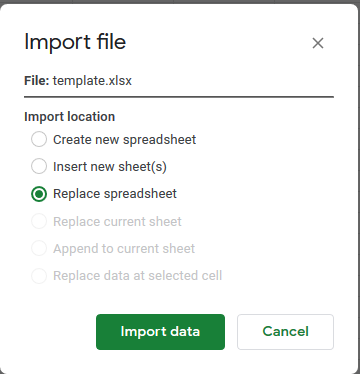 Import file
File: template.xlsx
Import location
Create new spreadsheet
Insert new sheet(s)
Replace spreadsheet
Replace current sheet
Append to current sheet
Replace data at selected cell
Import data
Cancel